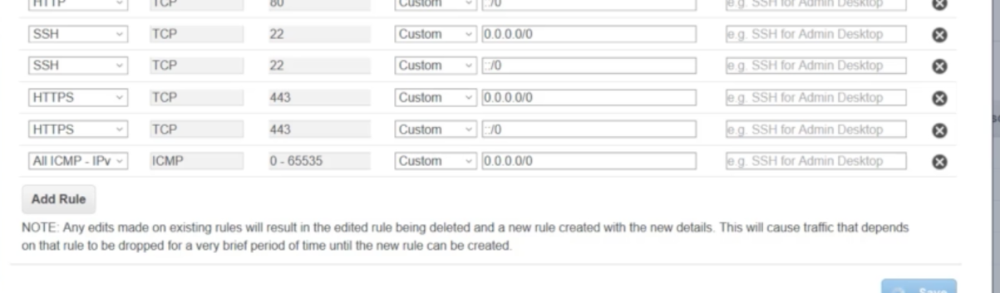 HTTP TCP 80 Custom ::/0 e.g. SSH for Admin Desktop
SSH TCP 22 Custom 0.0.0.0/0 e.g. SSH for Admin Desktop
SSH TCP 22 Custom ::/0 e.g. SSH for Admin Desktop
HTTPS TCP 443 Custom 0.0.0.0/0 e.g. SSH for Admin Desktop
HTTPS TCP 443 Custom ::/0 e.g. SSH for Admin Desktop
All ICMP - IPv ICMP 0 - 65535 Custom 0.0.0.0/0 e.g. SSH for Admin Desktop
Add Rule
NOTE: Any edits made on existing rules will result in the edited rule being deleted and a new rule created with the new details. This will cause traffic that depends
on that rule to be dropped for a very brief period of time until the new rule can be created.
Save